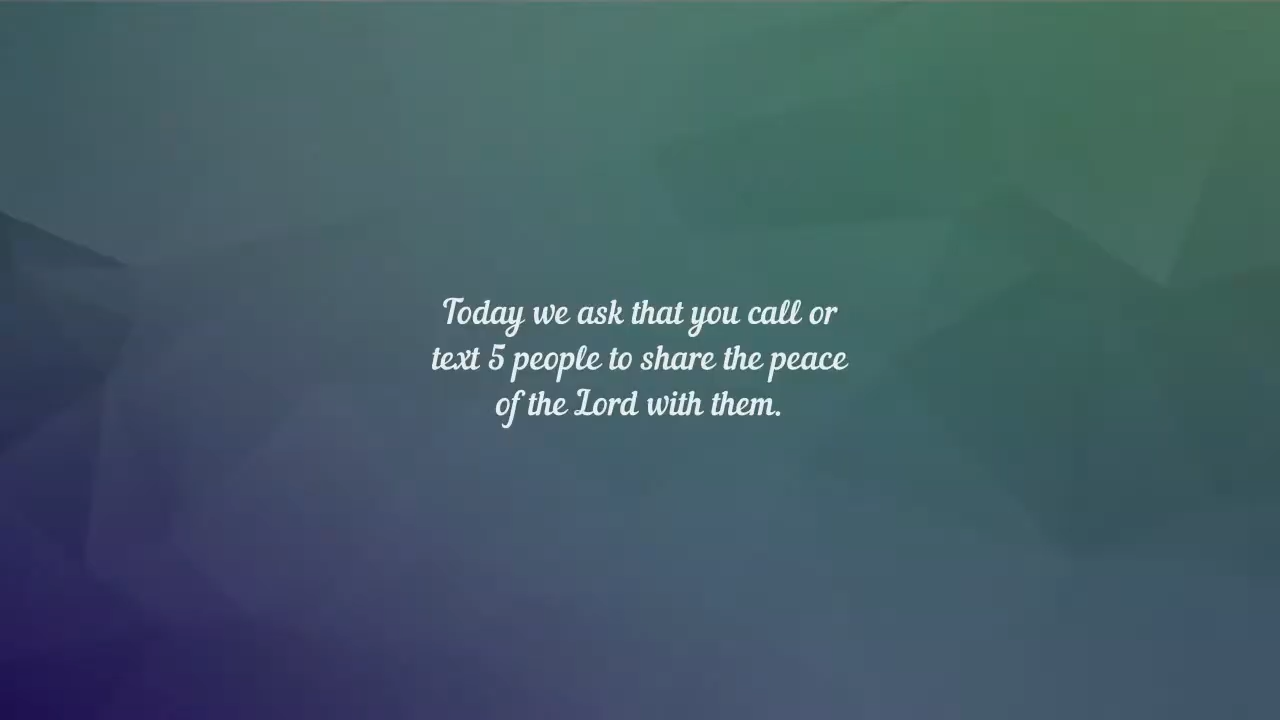 Today we ask that you call or
text 5 people to share the peace
of the Lord with them.